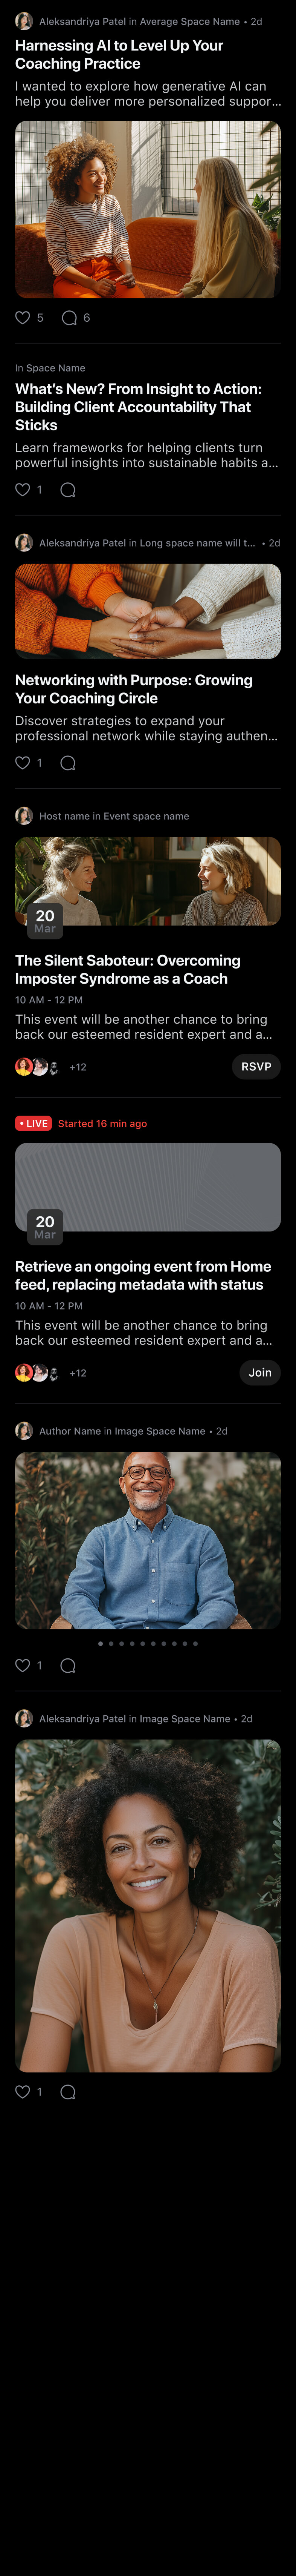 Aleksandriya Patel in Average Space Name • 2d
Harnessing AI to Level Up Your
Coaching Practice
I wanted to explore how generative AI can
help you deliver more personalized suppor...
5 6
In Space Name
What's New? From Insight to Action:
Building Client Accountability That
Sticks
Learn frameworks for helping clients turn
powerful insights into sustainable habits a...
1
Aleksandriya Patel in Long space name will t... • 2d
Networking with Purpose: Growing
Your Coaching Circle
Discover strategies to expand your
professional network while staying authen...
1
Host name in Event space name
20
Mar
The Silent Saboteur: Overcoming
Imposter Syndrome as a Coach
10 AM - 12 PM
This event will be another chance to bring
back our esteemed resident expert and a...
+12 RSVP
• LIVE Started 16 min ago
20
Mar
Retrieve an ongoing event from Home
feed, replacing metadata with status
10 AM - 12 PM
This event will be another chance to bring
back our esteemed resident expert and a...
+12 Join
Author Name in Image Space Name • 2d
1
Aleksandriya Patel in Image Space Name • 2d
1